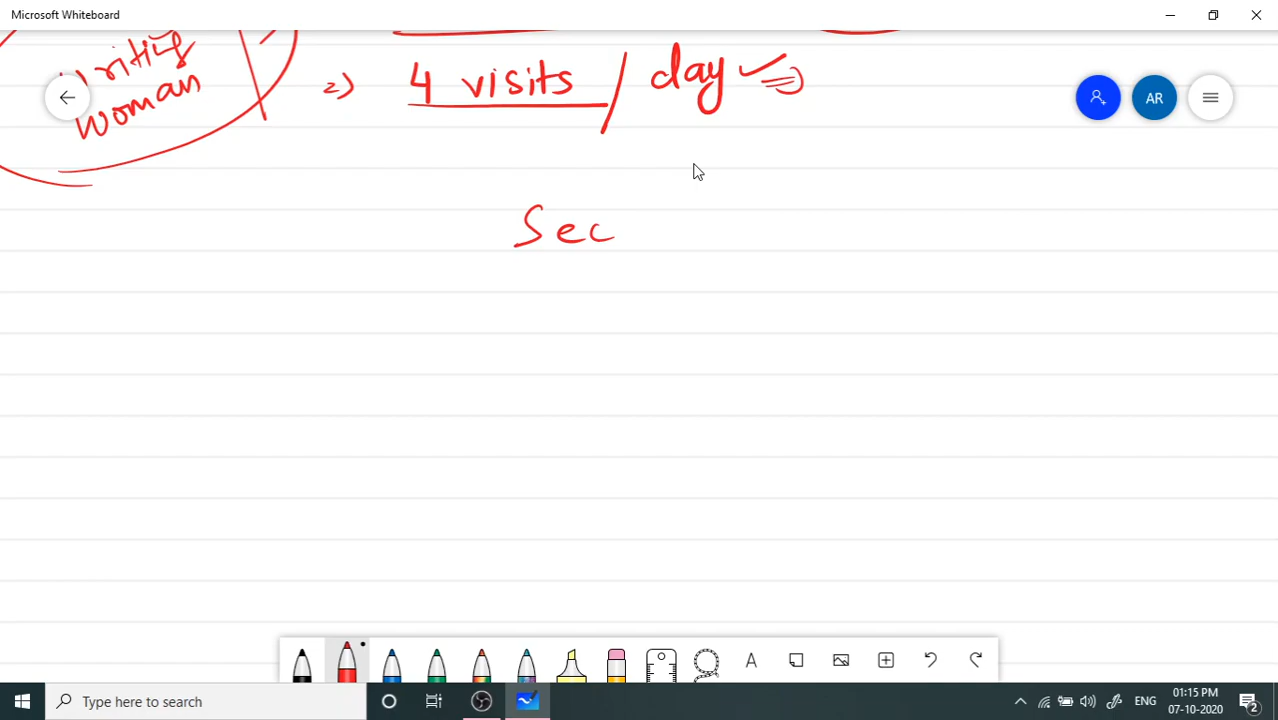 Microsoft Whiteboard
writing
woman
=> 4 visits / day
AR
Sec
A
Type here to search
ENG
01:15 PM
07-10-2020
2